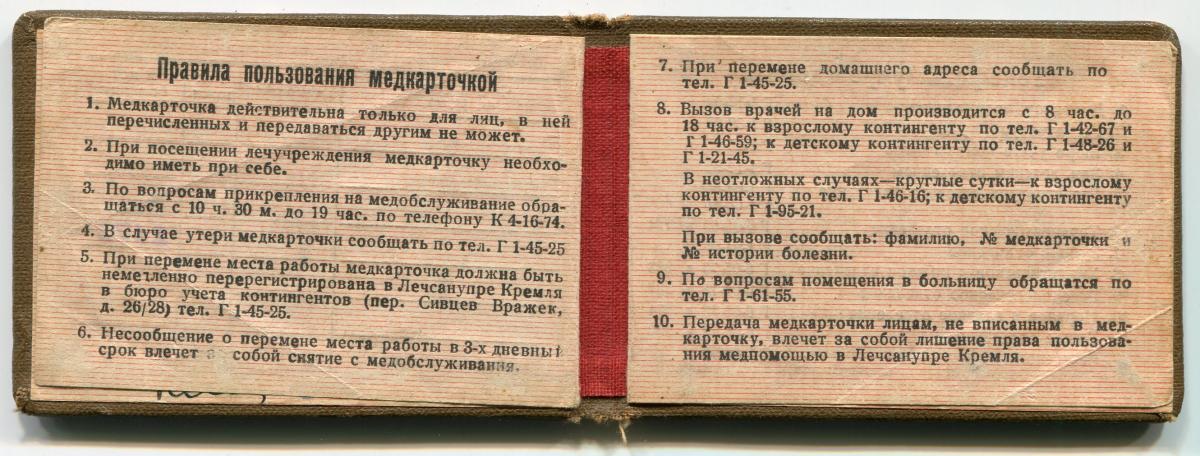 Правила пользования медкарточкой
1. Медкарточка действительна только для лиц, в ней
перечисленных и передаваться другим не может.
2. При посещении лечучреждения медкарточку необхо-
димо иметь при себе.
3. По вопросам прикрепления на медобслуживание обра-
шаться с 10 ч. 30 м. до 19 час. по телефону К 4-16-74.
4. В случае утери медкарточки сообщать по тел. Г 1-45-25
5. При перемене места работы медкарточка должна быть
немедленно перерегистрирована в Лечсанупре Кремля
в бюро учета контингентов (пер. Сивцев Вражек,
д. 26/28) тел. Г 1-45-25.
6. Несообщение о перемене места работы в 3-х дневный
срок влечет за собой снятие с медобслуживания.
7. При перемене домашнего адреса сообщать по
тел. Г 1-45-25.
8. Вызов врачей на дом производится с 8 час. до
18 час. к взрослому контингенту по тел. Г 1-42-67 и
Г 1-46-59; к детскому контингенту по тел. Г 1-48-26 и
Г 1-21-45.
В неотложных случаях—круглые сутки—к взрослому
контингенту по тел. Г 1-46-16; к детскому контингенту
по тел. Г 1-95-21.
При вызове сообщать: фамилию, № медкарточки и
№ истории болезни.
9. По вопросам помещения в больницу обращатся по
тел. Г 1-61-55.
10. Передача медкарточки лицам, не вписанным в мед-
карточку, влечет за собой лишение права пользова-
ния медпомощью в Лечсанупре Кремля.